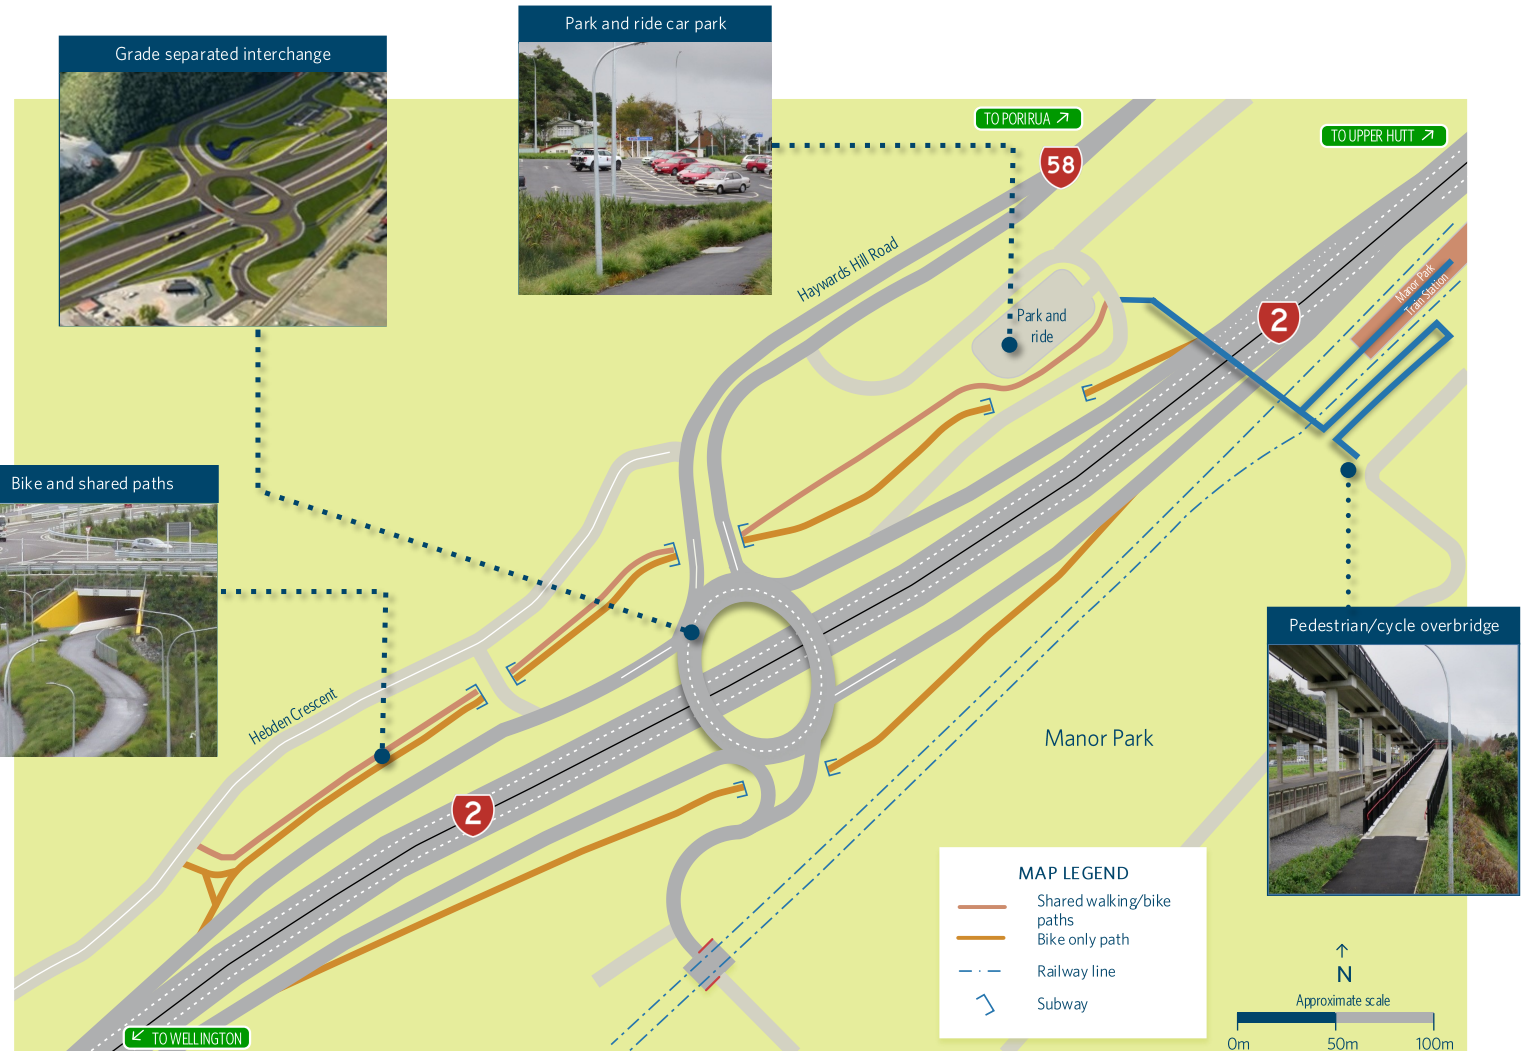 Park and ride car park
Grade separated interchange
TO PORIRUA
TO UPPER HUTT
58
Haywards Hill Road
Manor Park
Train Station
2
Park and
ride
Bike and shared paths
Pedestrian/cycle overbridge
Hebden Crescent
Manor Park
2
MAP LEGEND
Shared walking/bike
paths
Bike only path
Railway line
Subway
N
Approximate scale
0m
50m
100m
TO WELLINGTON